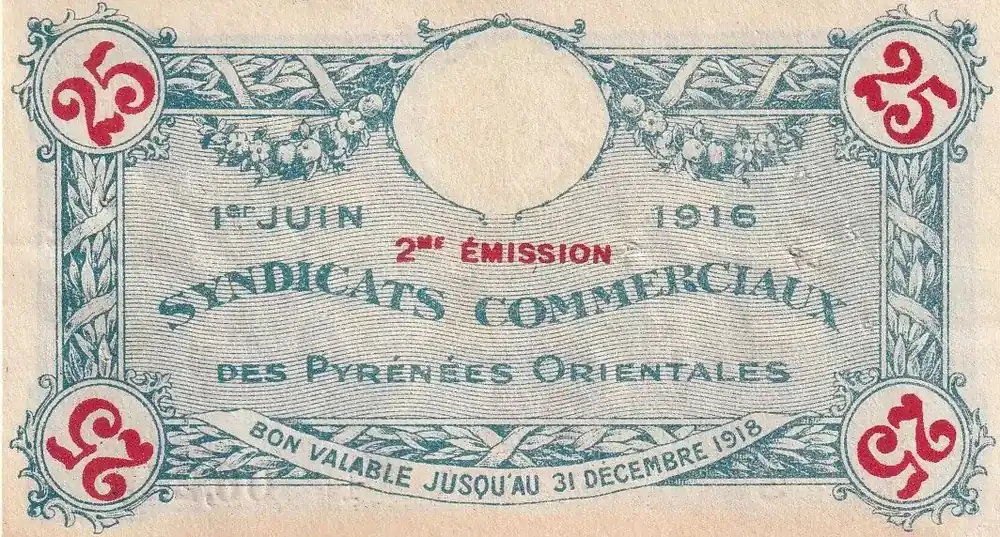 25 25
1er JUIN 1916
2ME ÉMISSION
SYNDICATS COMMERCIAUX
DES PYRÉNÉES ORIENTALES
BON VALABLE JUSQU'AU 31 DÉCEMBRE 1918
25 25